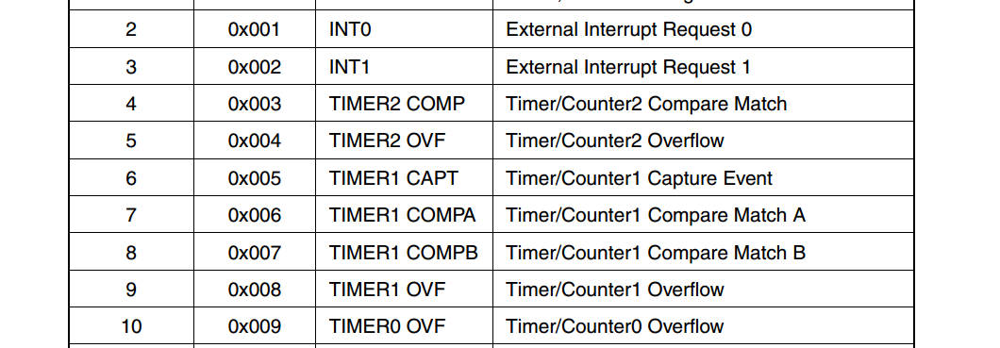 2 0x001 INT0 External Interrupt Request 0
3 0x002 INT1 External Interrupt Request 1
4 0x003 TIMER2 COMP Timer/Counter2 Compare Match
5 0x004 TIMER2 OVF Timer/Counter2 Overflow
6 0x005 TIMER1 CAPT Timer/Counter1 Capture Event
7 0x006 TIMER1 COMPA Timer/Counter1 Compare Match A
8 0x007 TIMER1 COMPB Timer/Counter1 Compare Match B
9 0x008 TIMER1 OVF Timer/Counter1 Overflow
10 0x009 TIMER0 OVF Timer/Counter0 Overflow